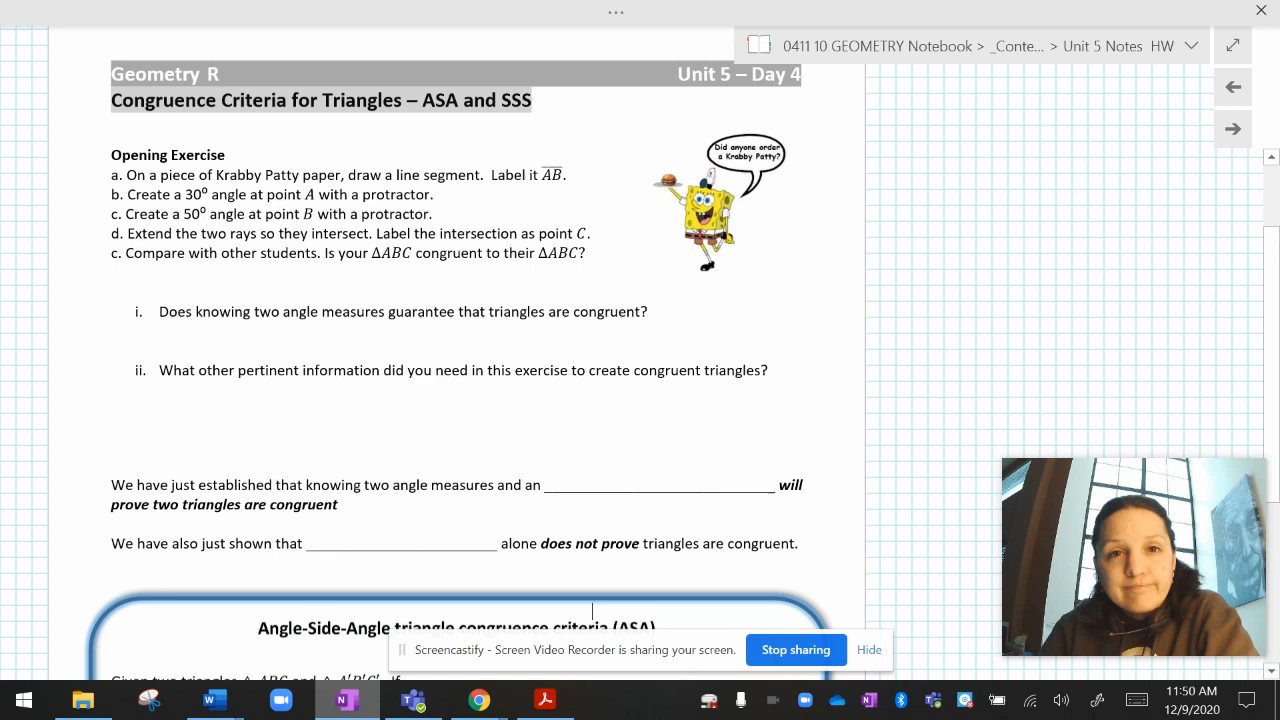 0411 10 GEOMETRY Notebook > _Conte... > Unit 5 Notes HW
Geometry R Unit 5 – Day 4
Congruence Criteria for Triangles – ASA and SSS
Opening Exercise
Did anyone order
a Krabby Patty?
a. On a piece of Krabby Patty paper, draw a line segment. Label it A̅B̅.
b. Create a 30° angle at point A with a protractor.
c. Create a 50° angle at point B with a protractor.
d. Extend the two rays so they intersect. Label the intersection as point C.
c. Compare with other students. Is your ΔABC congruent to their ΔABC?
i. Does knowing two angle measures guarantee that triangles are congruent?
ii. What other pertinent information did you need in this exercise to create congruent triangles?
We have just established that knowing two angle measures and an ____________________________ will
prove two triangles are congruent
We have also just shown that _______________________ alone does not prove triangles are congruent.
Angle-Side-Angle triangle congruence criteria (ASA)
Screencastify - Screen Video Recorder is sharing your screen. Stop sharing Hide
11:50 AM
12/9/2020